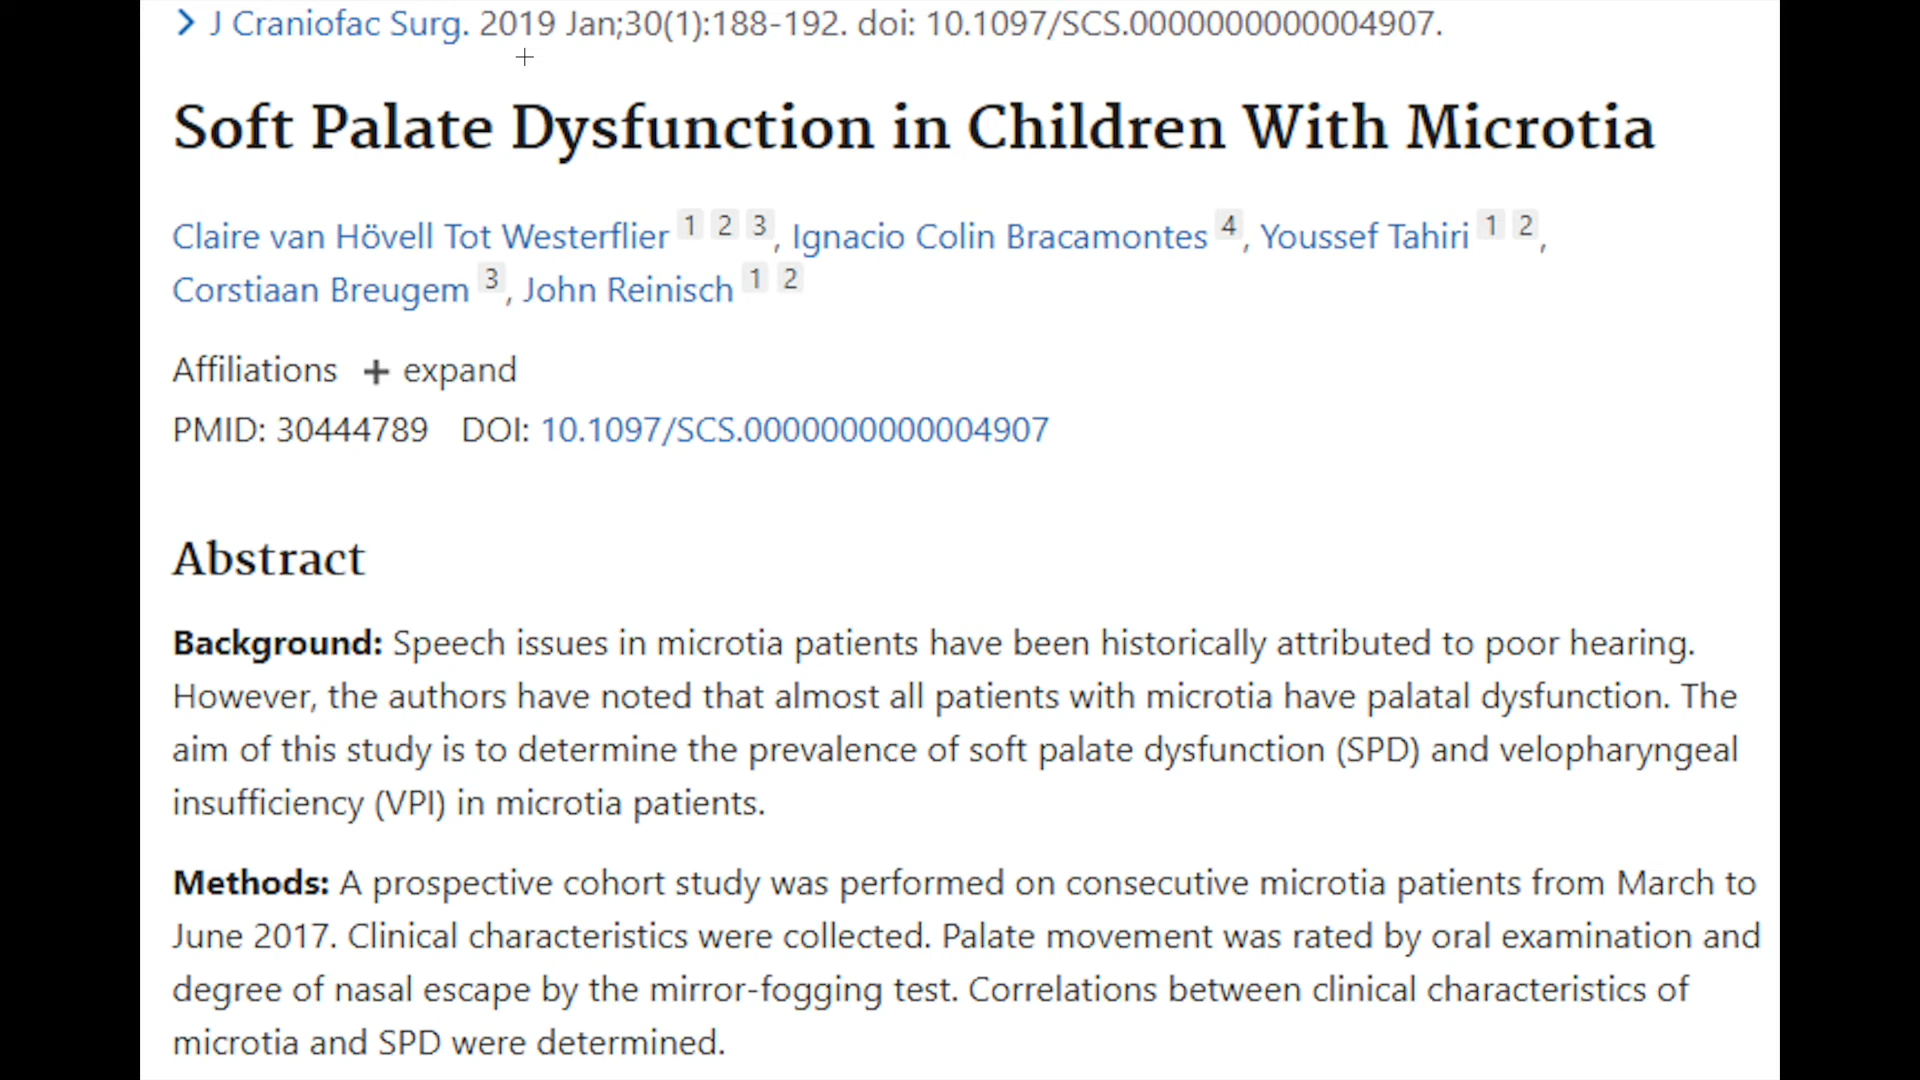 > J Craniofac Surg. 2019 Jan;30(1):188-192. doi: 10.1097/SCS.0000000000004907.
Soft Palate Dysfunction in Children With Microtia
Claire van Hövell Tot Westerflier 1 2 3, Ignacio Colin Bracamontes 4, Youssef Tahiri 1 2,
Corstiaan Breugem 3, John Reinisch 1 2
Affiliations + expand
PMID: 30444789 DOI: 10.1097/SCS.0000000000004907
Abstract
Background: Speech issues in microtia patients have been historically attributed to poor hearing.
However, the authors have noted that almost all patients with microtia have palatal dysfunction. The
aim of this study is to determine the prevalence of soft palate dysfunction (SPD) and velopharyngeal
insufficiency (VPI) in microtia patients.
Methods: A prospective cohort study was performed on consecutive microtia patients from March to
June 2017. Clinical characteristics were collected. Palate movement was rated by oral examination and
degree of nasal escape by the mirror-fogging test. Correlations between clinical characteristics of
microtia and SPD were determined.